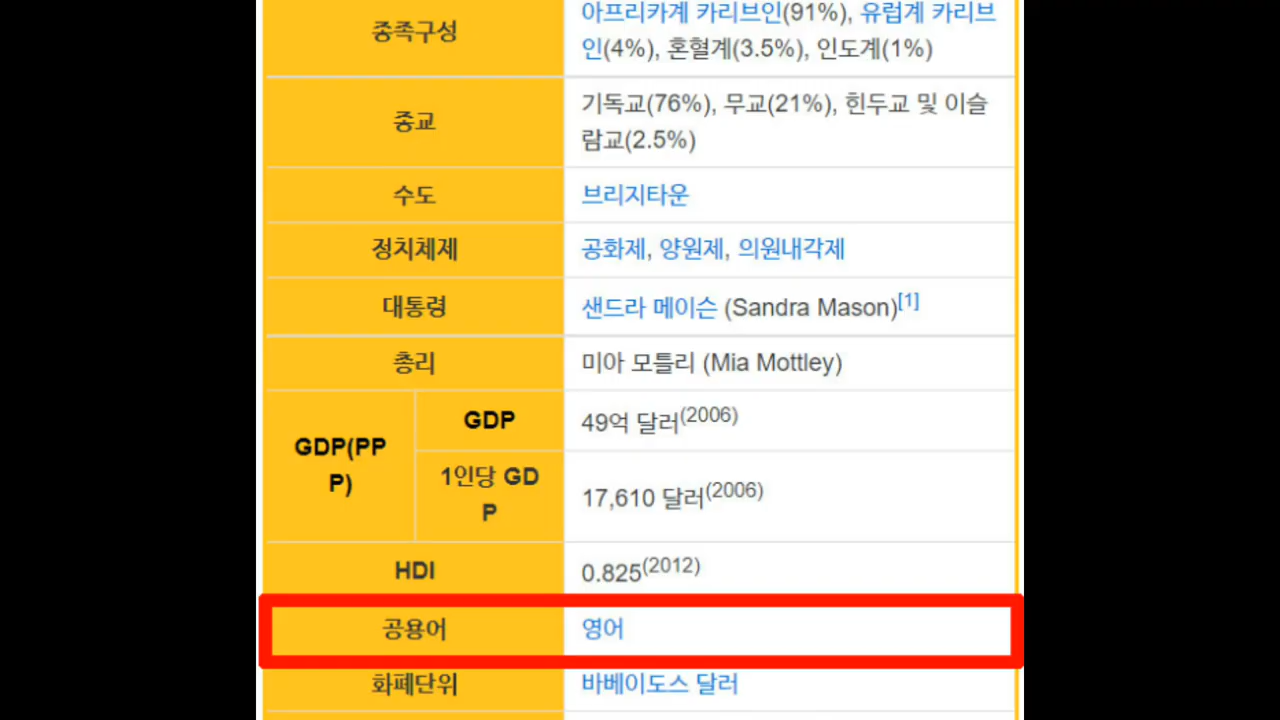 아프리카계 카리브인(91%), 유럽계 카리브
종족구성
인(4%), 혼혈계(3.5%), 인도계(1%)
기독교(76%), 무교(21%), 힌두교 및 이슬
종교
람교(2.5%)
수도 브리지타운
정치체제 공화제, 양원제, 의원내각제
대통령 샌드라 메이슨 (Sandra Mason)[1]
총리 미아 모틀리 (Mia Mottley)
GDP(PP
P)
GDP 49억 달러(2006)
1인당 GD
P
17,610 달러(2006)
HDI 0.825(2012)
공용어 영어
화폐단위 바베이도스 달러